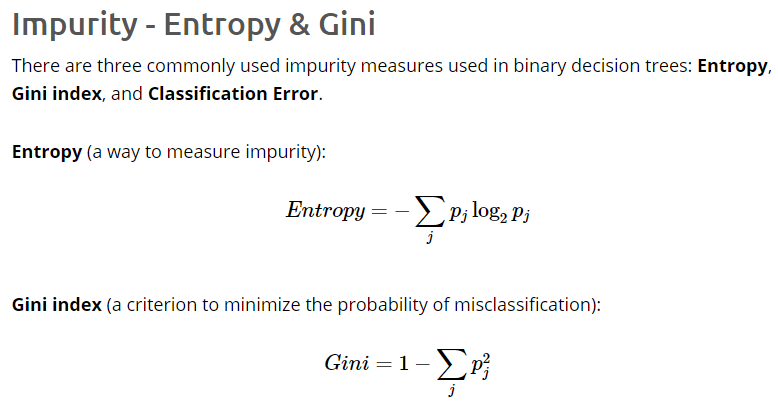 Impurity - Entropy & Gini
There are three commonly used impurity measures used in binary decision trees: Entropy,
Gini index, and Classification Error.
Entropy (a way to measure impurity):
Entropy = − ∑_j p_j log_2 p_j
Gini index (a criterion to minimize the probability of misclassification):
Gini = 1 − ∑_j p_j^2